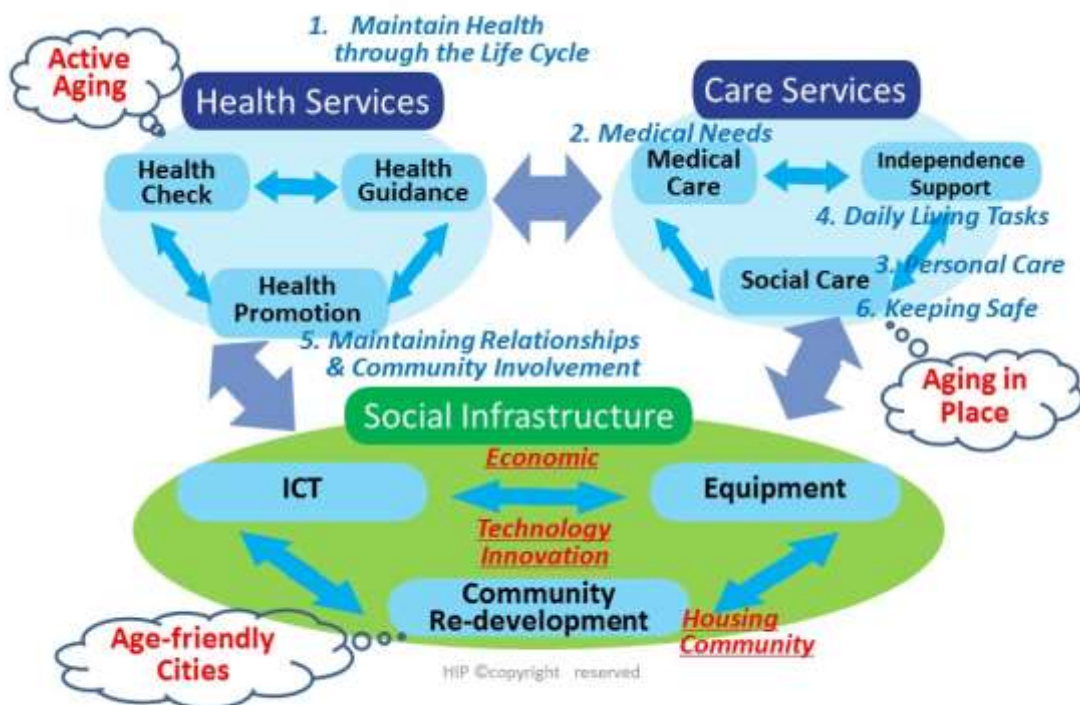 1. Maintain Health
through the Life Cycle
Active
Aging
Health Services
Care Services
2. Medical Needs
Health
Check
Health
Guidance
Medical
Care
Independence
Support
4. Daily Living Tasks
Health
Promotion
Social Care
3. Personal Care
6. Keeping Safe
5. Maintaining Relationships
& Community Involvement
Aging in
Place
Social Infrastructure
Economic
ICT
Equipment
Technology
Innovation
Community
Re-development
Housing
Community
Age-friendly
Cities
HIP ©copyright reserved